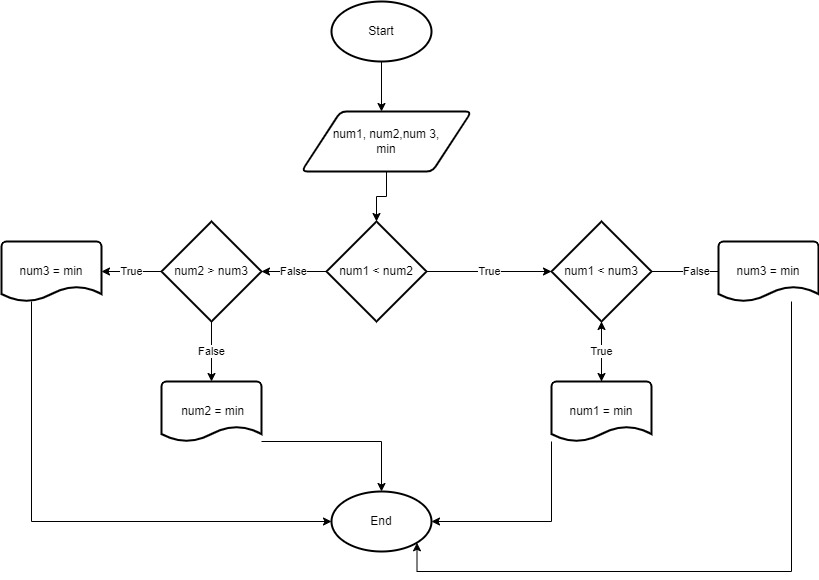 Start
num1, num2,num 3,
min
num3 = min
True
num2 > num3
False
num1 < num2
True
num1 < num3
False
num3 = min
False
True
num2 = min
num1 = min
End